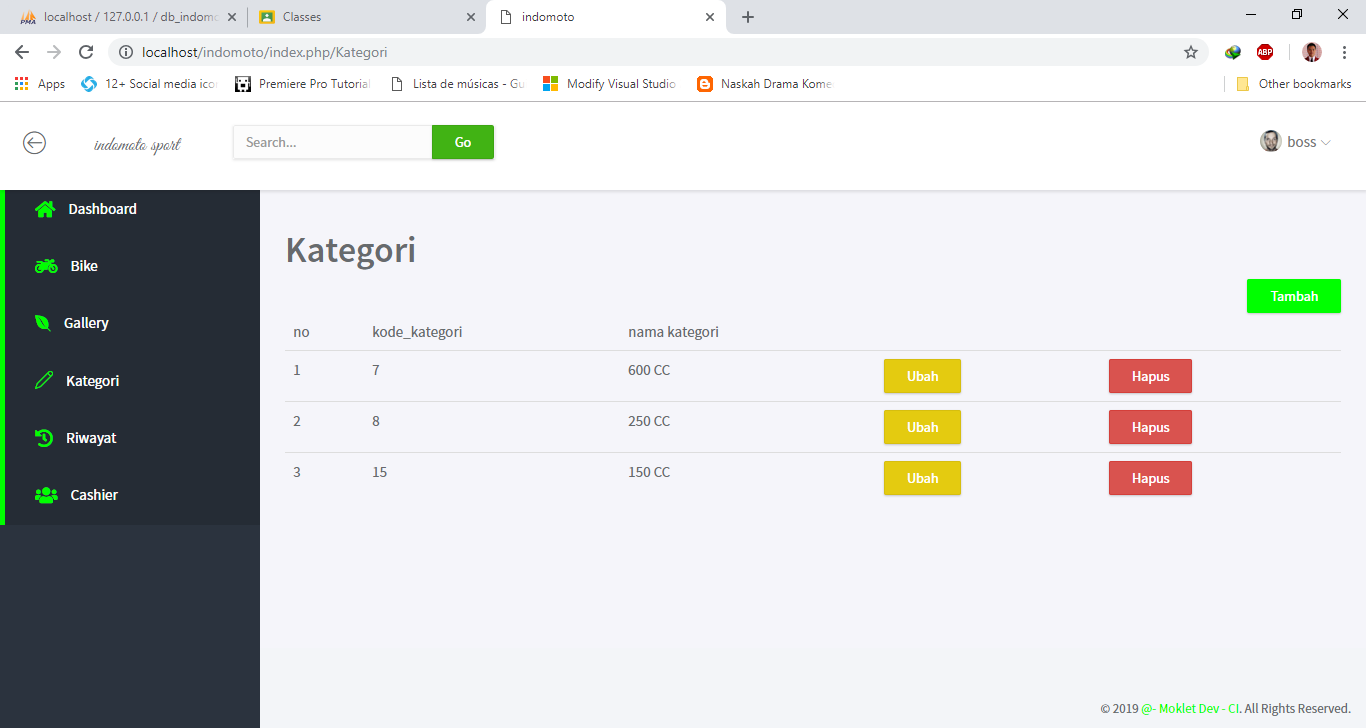 localhost / 127.0.0.1 / db_indomo
Classes
indomoto
localhost/indomoto/index.php/Kategori
ABP
Apps
12+ Social media icon
Premiere Pro Tutorial
Lista de músicas - Gu
Modify Visual Studio
Naskah Drama Kome
Other bookmarks
indomoto sport
Search...
Go
boss
Dashboard
Bike
Gallery
Kategori
Riwayat
Cashier
Kategori
Tambah
no kode_kategori nama kategori
1 7 600 CC Ubah Hapus
2 8 250 CC Ubah Hapus
3 15 150 CC Ubah Hapus
© 2019 @- Moklet Dev - CI. All Rights Reserved.